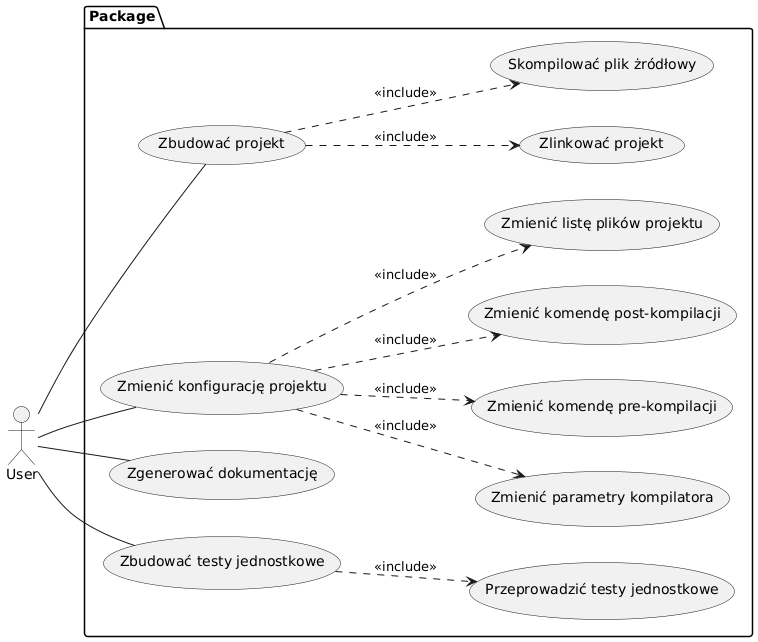 Package
Skompilować plik żródłowy
«include»
Zbudować projekt
«include»
Zlinkować projekt
Zmienić listę plików projektu
«include»
Zmienić komendę post-kompilacji
«include»
Zmienić konfigurację projektu
«include»
Zmienić komendę pre-kompilacji
«include»
User
Zgenerować dokumentację
Zmienić parametry kompilatora
Zbudować testy jednostkowe
«include»
Przeprowadzić testy jednostkowe